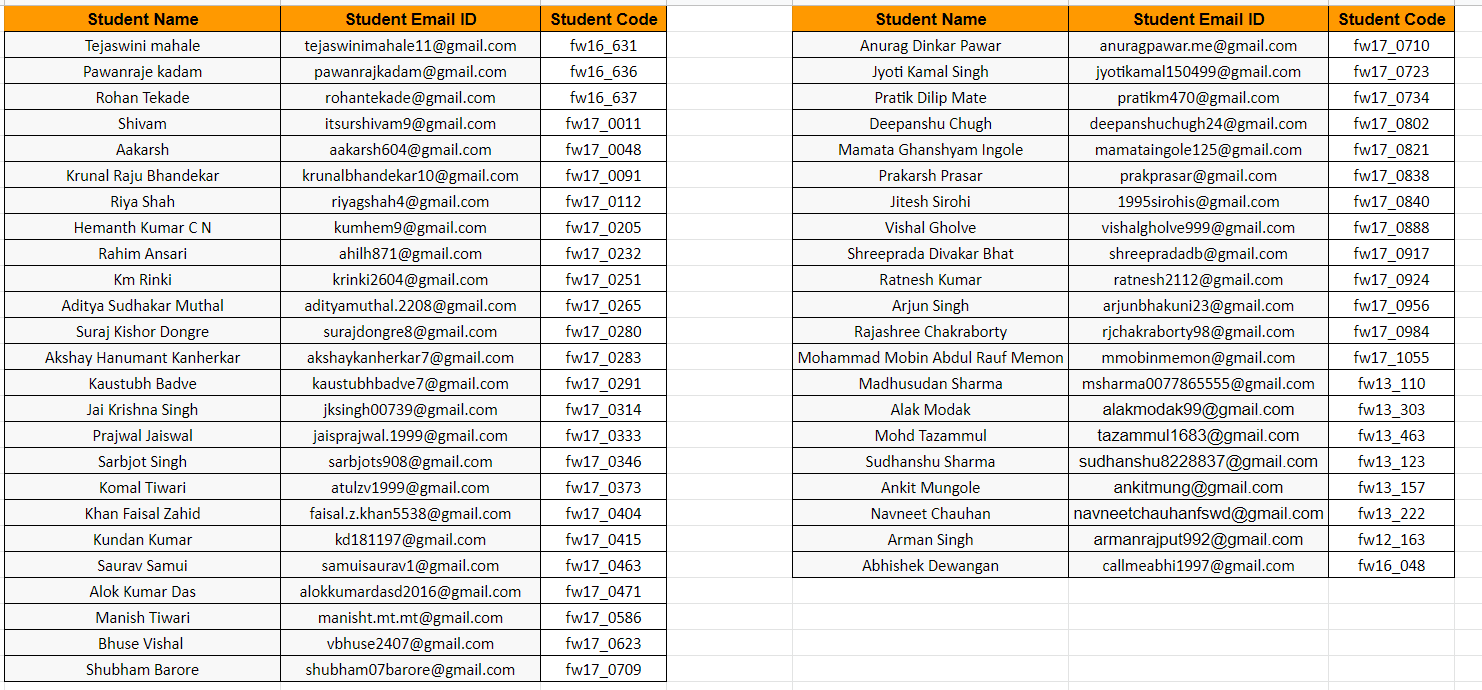 Student Name Student Email ID Student Code
Tejaswini mahale tejaswinimahale11@gmail.com fw16_631
Pawanraje kadam pawanrajkadam@gmail.com fw16_636
Rohan Tekade rohantekade@gmail.com fw16_637
Shivam itsurshivam9@gmail.com fw17_0011
Aakarsh aakarsh604@gmail.com fw17_0048
Krunal Raju Bhandekar krunalbhandekar10@gmail.com fw17_0091
Riya Shah riyagshah4@gmail.com fw17_0112
Hemanth Kumar C N kumhem9@gmail.com fw17_0205
Rahim Ansari ahilh871@gmail.com fw17_0232
Km Rinki krinki2604@gmail.com fw17_0251
Aditya Sudhakar Muthal adityamuthal.2208@gmail.com fw17_0265
Suraj Kishor Dongre surajdongre8@gmail.com fw17_0280
Akshay Hanumant Kanherkar akshaykanherkar7@gmail.com fw17_0283
Kaustubh Badve kaustubhbadve7@gmail.com fw17_0291
Jai Krishna Singh jksingh00739@gmail.com fw17_0314
Prajwal Jaiswal jaisprajwal.1999@gmail.com fw17_0333
Sarbjot Singh sarbjots908@gmail.com fw17_0346
Komal Tiwari atulzv1999@gmail.com fw17_0373
Khan Faisal Zahid faisal.z.khan5538@gmail.com fw17_0404
Kundan Kumar kd181197@gmail.com fw17_0415
Saurav Samui samuisaurav1@gmail.com fw17_0463
Alok Kumar Das alokkumardasd2016@gmail.com fw17_0471
Manish Tiwari manisht.mt.mt@gmail.com fw17_0586
Bhuse Vishal vbhuse2407@gmail.com fw17_0623
Shubham Barore shubham07barore@gmail.com fw17_0709
Student Name Student Email ID Student Code
Anurag Dinkar Pawar anuragpawar.me@gmail.com fw17_0710
Jyoti Kamal Singh jyotikamal150499@gmail.com fw17_0723
Pratik Dilip Mate pratikm470@gmail.com fw17_0734
Deepanshu Chugh deepanshuchugh24@gmail.com fw17_0802
Mamata Ghanshyam Ingole mamataingole125@gmail.com fw17_0821
Prakarsh Prasar prakprasar@gmail.com fw17_0838
Jitesh Sirohi 1995sirohis@gmail.com fw17_0840
Vishal Gholve vishalgholve999@gmail.com fw17_0888
Shreeprada Divakar Bhat shreepradadb@gmail.com fw17_0917
Ratnesh Kumar ratnesh2112@gmail.com fw17_0924
Arjun Singh arjunbhakuni23@gmail.com fw17_0956
Rajashree Chakraborty rjchakraborty98@gmail.com fw17_0984
Mohammad Mobin Abdul Rauf Memon mmobinmemon@gmail.com fw17_1055
Madhusudan Sharma msharma0077865555@gmail.com fw13_110
Alak Modak alakmodak99@gmail.com fw13_303
Mohd Tazammul tazammul1683@gmail.com fw13_463
Sudhanshu Sharma sudhanshu8228837@gmail.com fw13_123
Ankit Mungole ankitmung@gmail.com fw13_157
Navneet Chauhan navneetchauhanfswd@gmail.com fw13_222
Arman Singh armanrajput992@gmail.com fw12_163
Abhishek Dewangan callmeabhi1997@gmail.com fw16_048